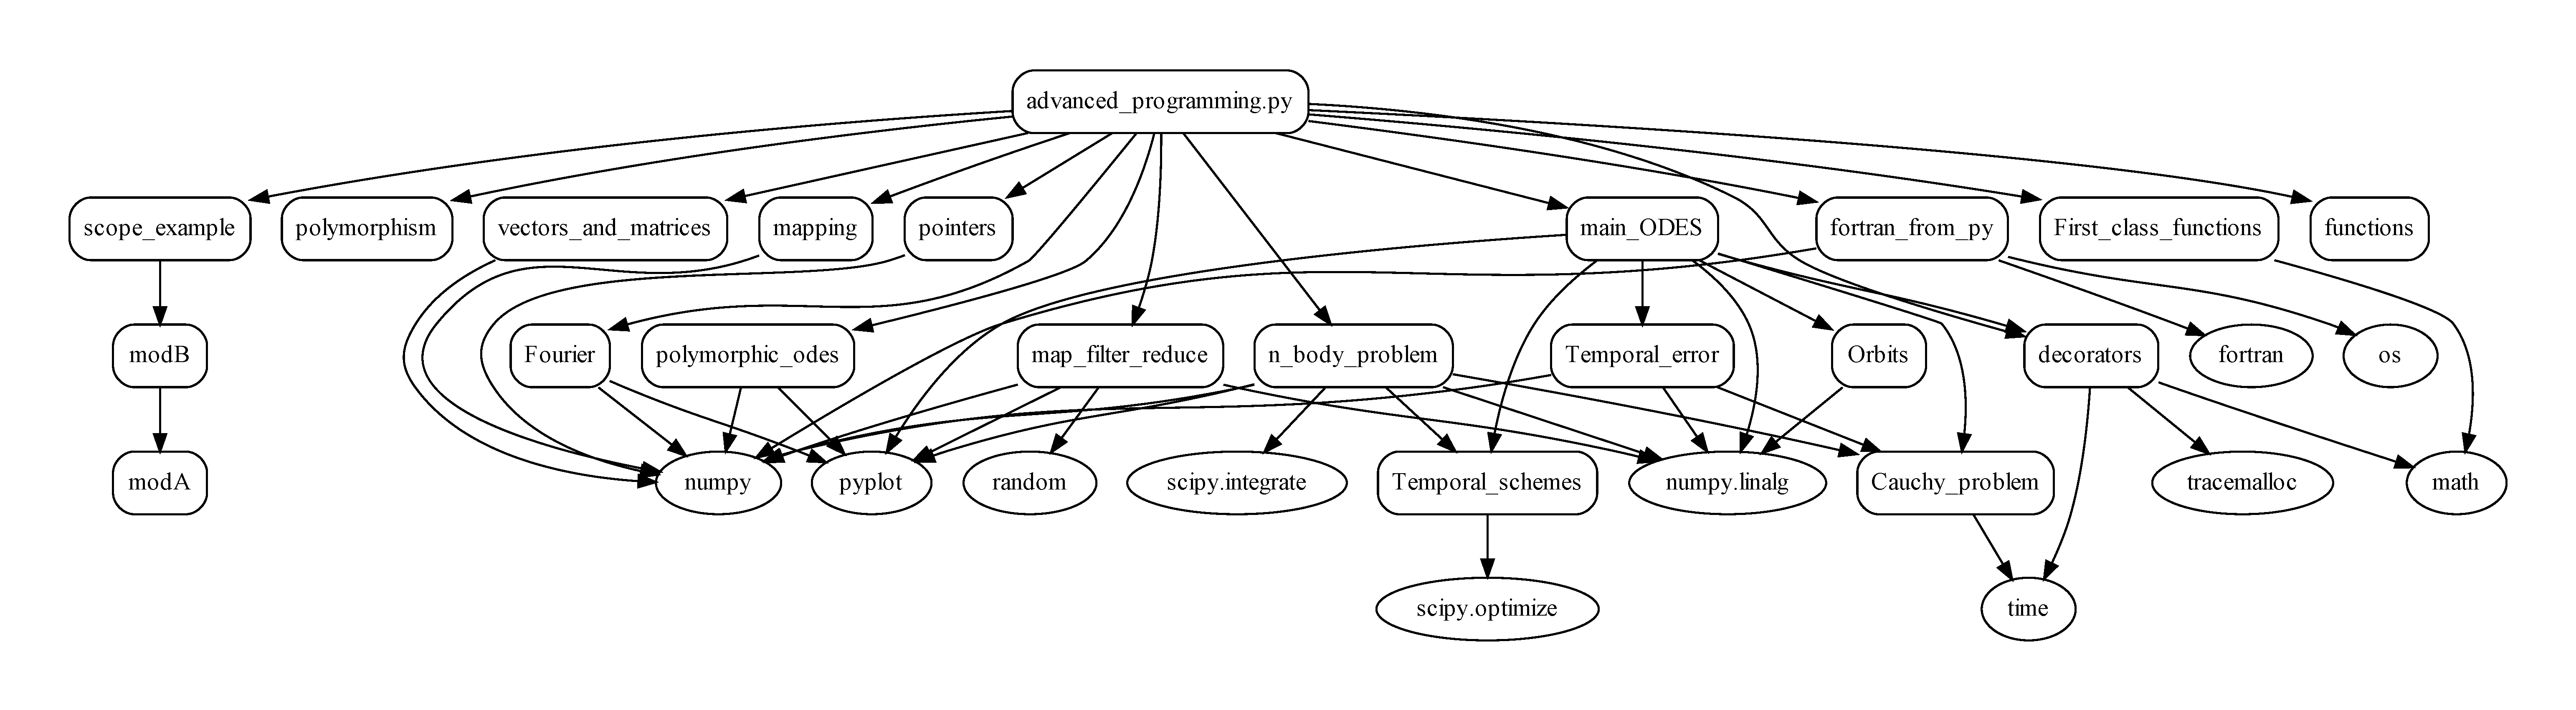 advanced_programming.py
scope_example
polymorphism
vectors_and_matrices
mapping
pointers
main_ODES
fortran_from_py
First_class_functions
functions
modB
Fourier
polymorphic_odes
map_filter_reduce
n_body_problem
Temporal_error
Orbits
decorators
fortran
os
modA
numpy
pyplot
random
scipy.integrate
Temporal_schemes
numpy.linalg
Cauchy_problem
tracemalloc
math
scipy.optimize
time